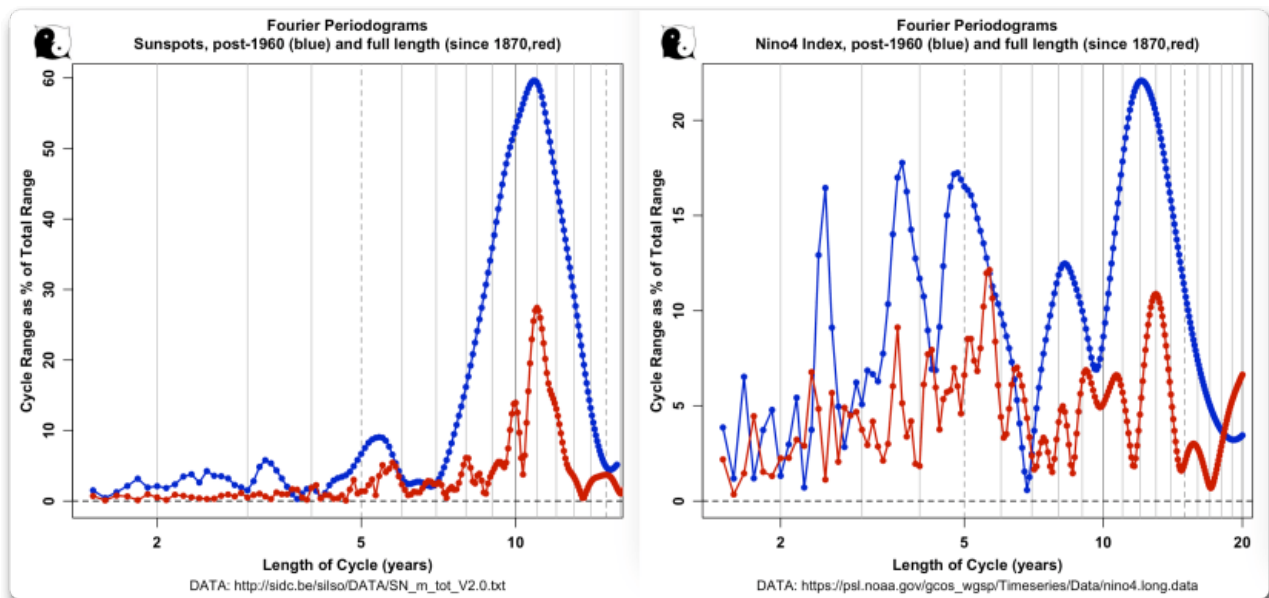 Fourier Periodograms
Sunspots, post-1960 (blue) and full length (since 1870,red)
Cycle Range as % of Total Range
60
50
40
30
20
10
0
2
5
10
Length of Cycle (years)
DATA: http://sidc.be/silso/DATA/SN_m_tot_V2.0.txt
Fourier Periodograms
Nino4 Index, post-1960 (blue) and full length (since 1870,red)
Cycle Range as % of Total Range
20
15
10
5
0
2
5
10
20
Length of Cycle (years)
DATA: https://psl.noaa.gov/gcos_wgsp/Timeseries/Data/nino4.long.data